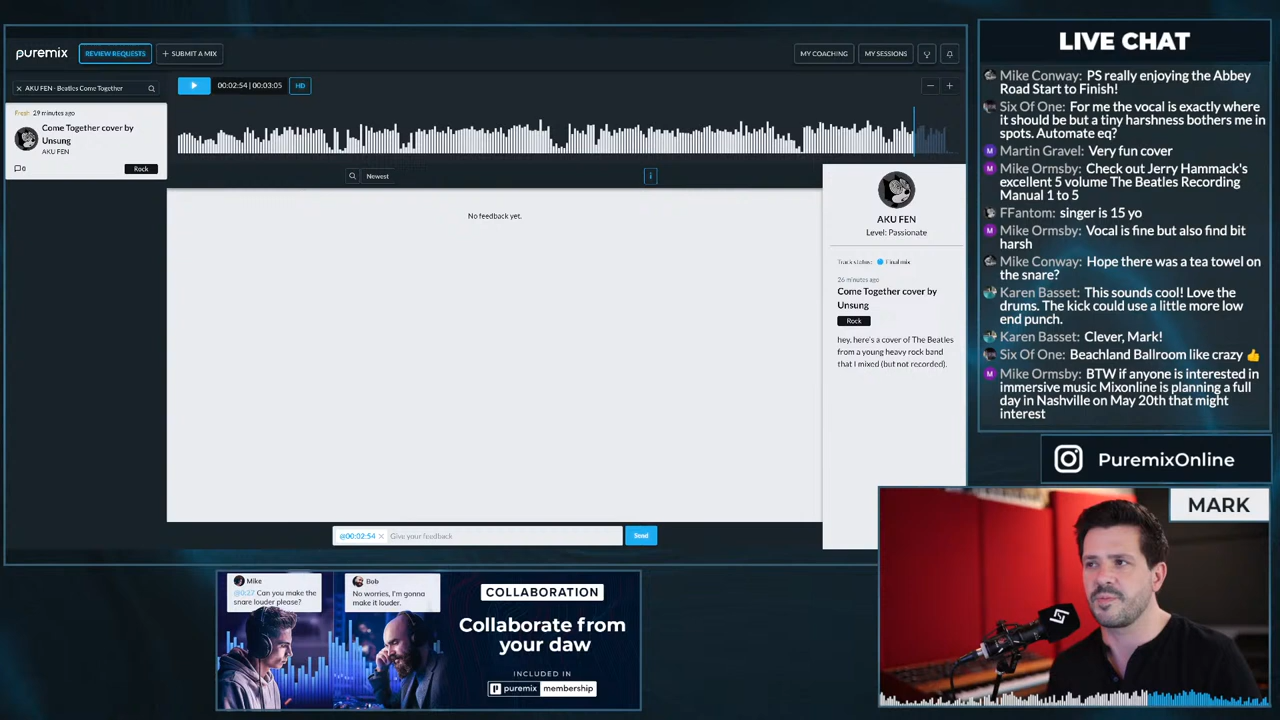 puremix
REVIEW REQUESTS
+ SUBMIT A MIX
MY COACHING
MY SESSIONS
× AKU FEN - Beatles Come Together
00:02:54 | 00:03:05
HD
Fresh 29 minutes ago
Come Together cover by
Unsung
AKU FEN
0
Rock
Newest
i
No feedback yet.
AKU FEN
Level: Passionate
Track status: Final mix
26 minutes ago
Come Together cover by
Unsung
Rock
hey. here's a cover of The Beatles
from a young heavy rock band
that I mixed (but not recorded).
@00:02:54 ×
Give your feedback
Send
LIVE CHAT
Mike Conway: PS really enjoying the Abbey
Road Start to Finish!
Six Of One: For me the vocal is exactly where
it should be but a tiny harshness bothers me in
spots. Automate eq?
Martin Gravel: Very fun cover
Mike Ormsby: Check out Jerry Hammack's
excellent 5 volume The Beatles Recording
Manual 1 to 5
FFantom: singer is 15 yo
Mike Ormsby: Vocal is fine but also find bit
harsh
Mike Conway: Hope there was a tea towel on
the snare?
Karen Basset: This sounds cool! Love the
drums. The kick could use a little more low
end punch.
Karen Basset: Clever, Mark!
Six Of One: Beachland Ballroom like crazy 👍
Mike Ormsby: BTW if anyone is interested in
immersive music Mixonline is planning a full
day in Nashville on May 20th that might
interest
PuremixOnline
MARK
Mike
@0:27 Can you make the
snare louder please?
Bob
No worries, I'm gonna
make it louder.
COLLABORATION
Collaborate from
your daw
INCLUDED IN
puremix membership